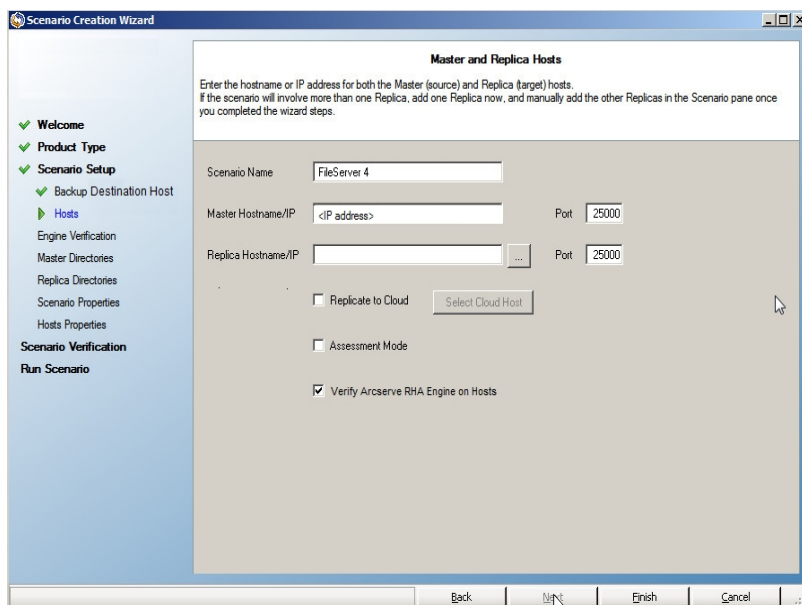 Scenario Creation Wizard
Master and Replica Hosts
Enter the hostname or IP address for both the Master (source) and Replica (target) hosts.
If the scenario will involve more than one Replica, add one Replica now, and manually add the other Replicas in the Scenario pane once
you completed the wizard steps.
Welcome
Product Type
Scenario Setup
Backup Destination Host
Hosts
Engine Verification
Master Directories
Replica Directories
Scenario Properties
Hosts Properties
Scenario Verification
Run Scenario
Scenario Name FileServer 4
Master Hostname/IP <IP address> Port 25000
Replica Hostname/IP ... Port 25000
Replicate to Cloud Select Cloud Host
Assessment Mode
Verify Arcserve RHA Engine on Hosts
Back Next Finish Cancel